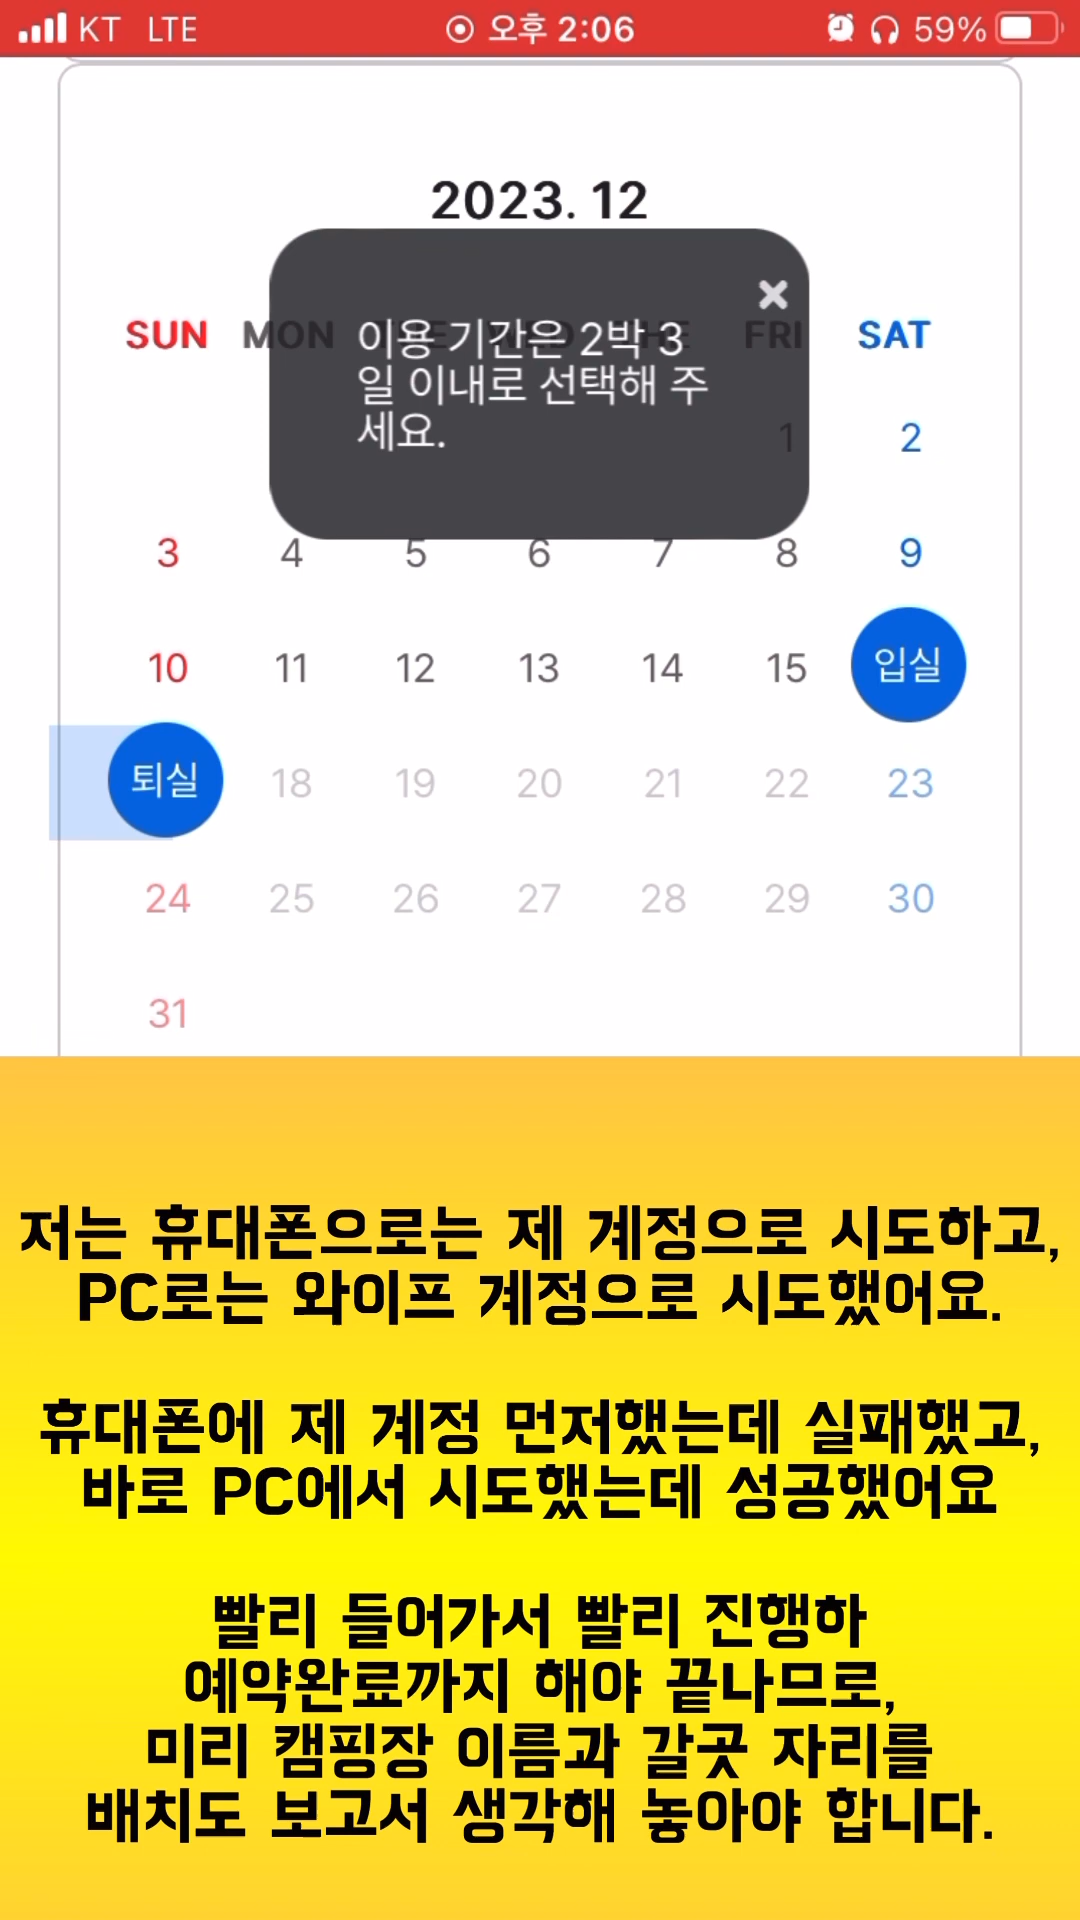 KT LTE 오후 2:06 59%
2023. 12
SUN MON FRI SAT
이용 기간은 2박 3
일 이내로 선택해 주
세요.
1 2
3 4 5 6 7 8 9
10 11 12 13 14 15 입실
퇴실 18 19 20 21 22 23
24 25 26 27 28 29 30
31
저는 휴대폰으로는 제 계정으로 시도하고,
PC로는 와이프 계정으로 시도했어요.
휴대폰에 제 계정 먼저했는데 실패했고,
바로 PC에서 시도했는데 성공했어요
빨리 들어가서 빨리 진행하
예약완료까지 해야 끝나므로,
미리 캠핑장 이름과 갈곳 자리를
배치도 보고서 생각해 놓아야 합니다.